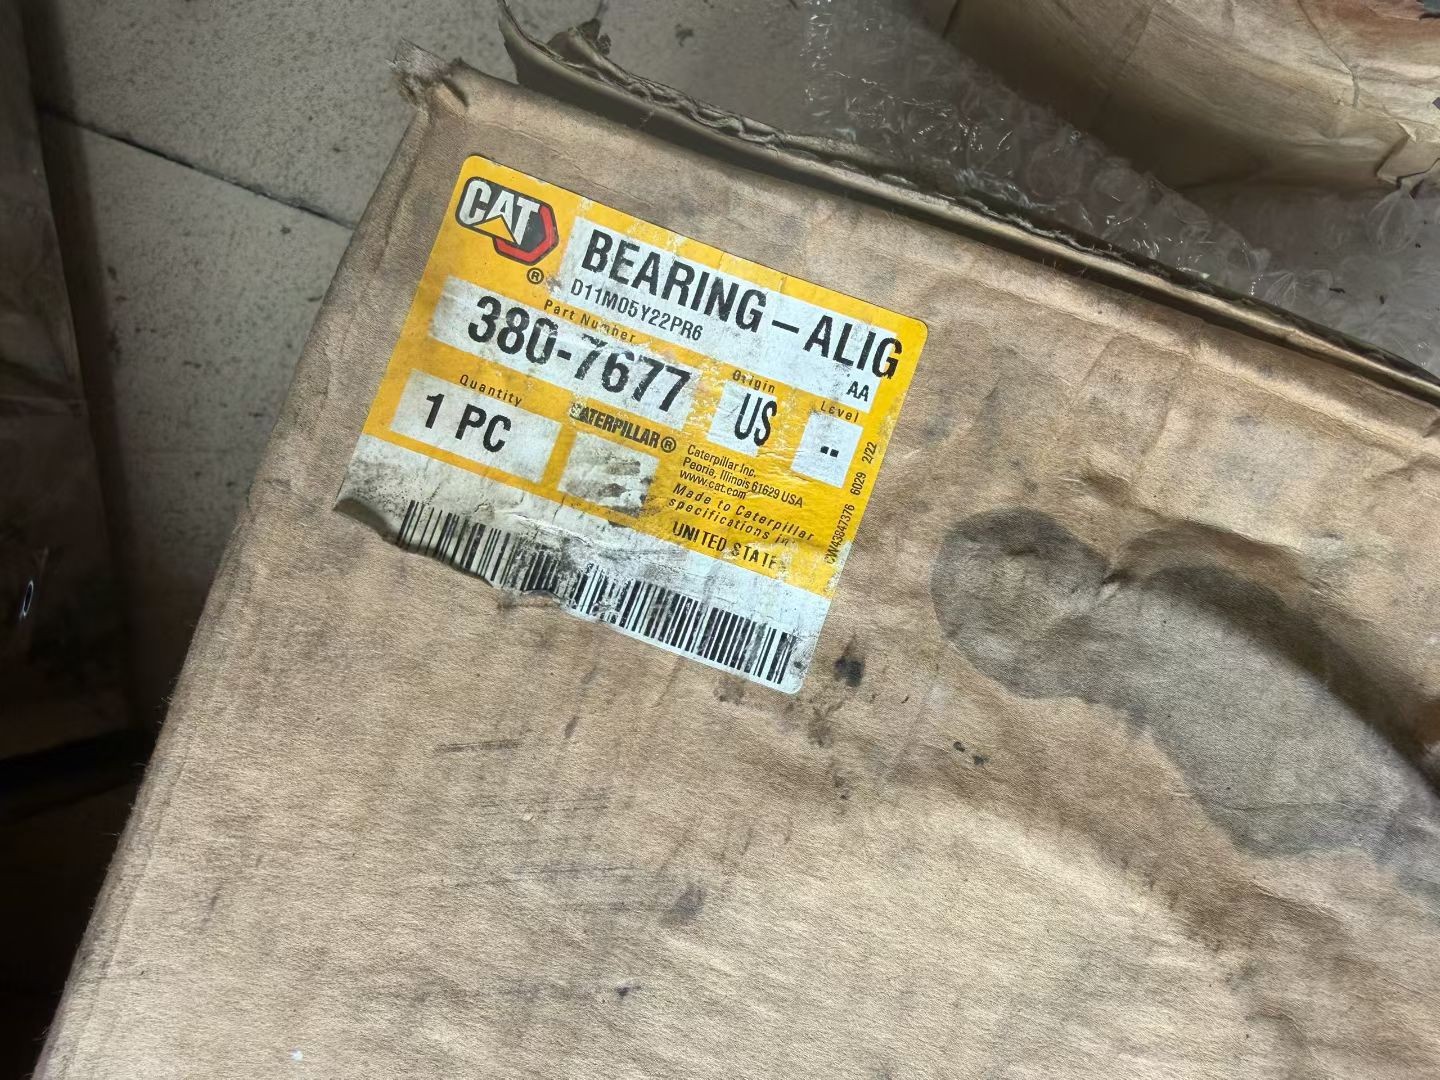 CAT
®
BEARING-ALIG
D11M05Y22PR6
AA
Part Number
380-7677
Origin
US
Level
--
Quantity
1 PC
CATERPILLAR®
Caterpillar Inc.
Peoria, Illinois 61629 USA
www.cat.com
Made to Caterpillar
specifications in
UNITED STATE
CW43847376 6029 2/22